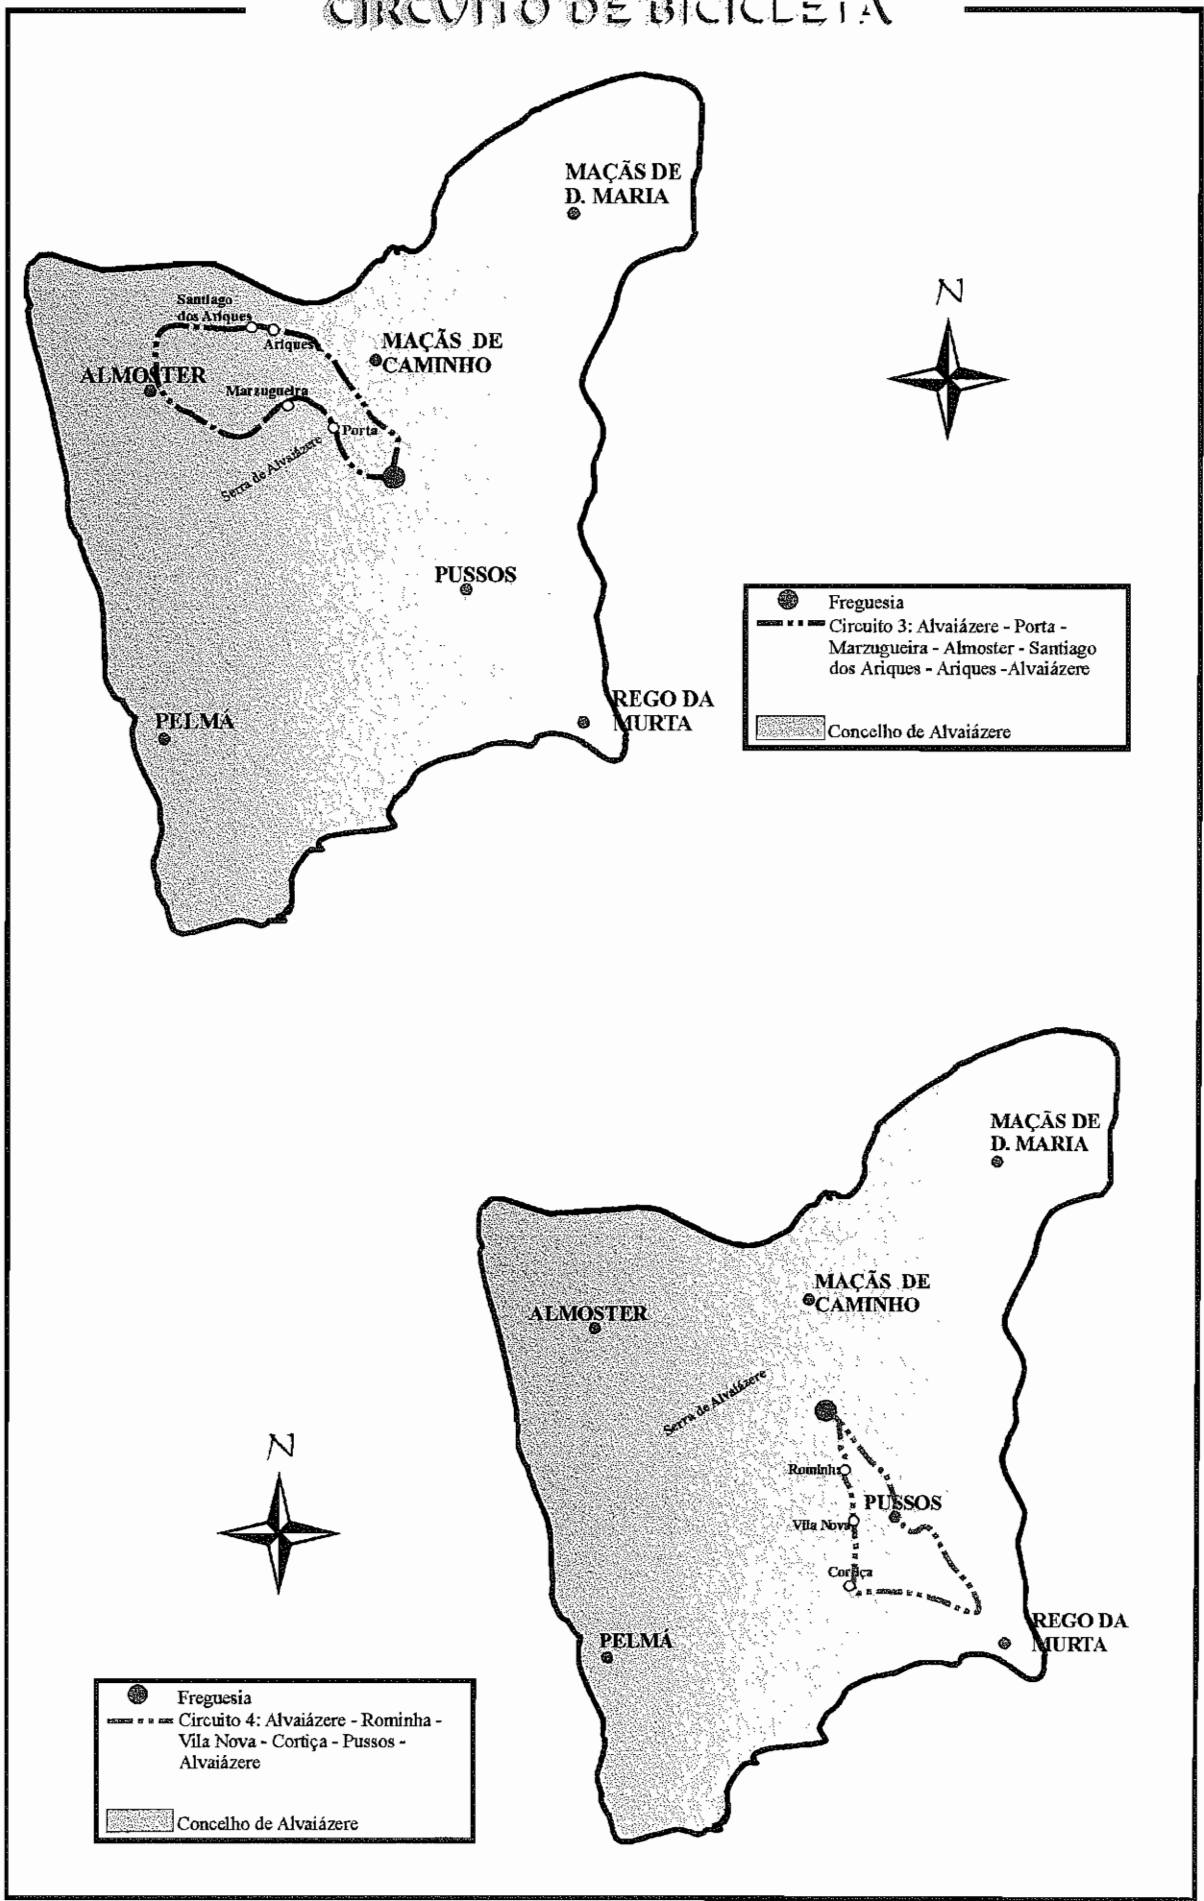 CIRCUITO DE BICICLETA
MAÇÃS DE
D. MARIA
N
Santiago
dos Ariques
Ariques
MAÇÃS DE
CAMINHO
ALMOSTER
Marzugueira
Porta
Serra de Alvaiázere
PUSSOS
Freguesia
Circuito 3: Alvaiázere - Porta -
Marzugueira - Almoster - Santiago
dos Ariques - Ariques -Alvaiázere
Concelho de Alvaiázere
REGO DA
MURTA
PELMÁ
MAÇÃS DE
D. MARIA
MAÇÃS DE
CAMINHO
ALMOSTER
Serra de Alvaiázere
N
Rominha
PUSSOS
Vila Nova
Cortiça
REGO DA
MURTA
PELMÁ
Freguesia
Circuito 4: Alvaiázere - Rominha -
Vila Nova - Cortiça - Pussos -
Alvaiázere
Concelho de Alvaiázere